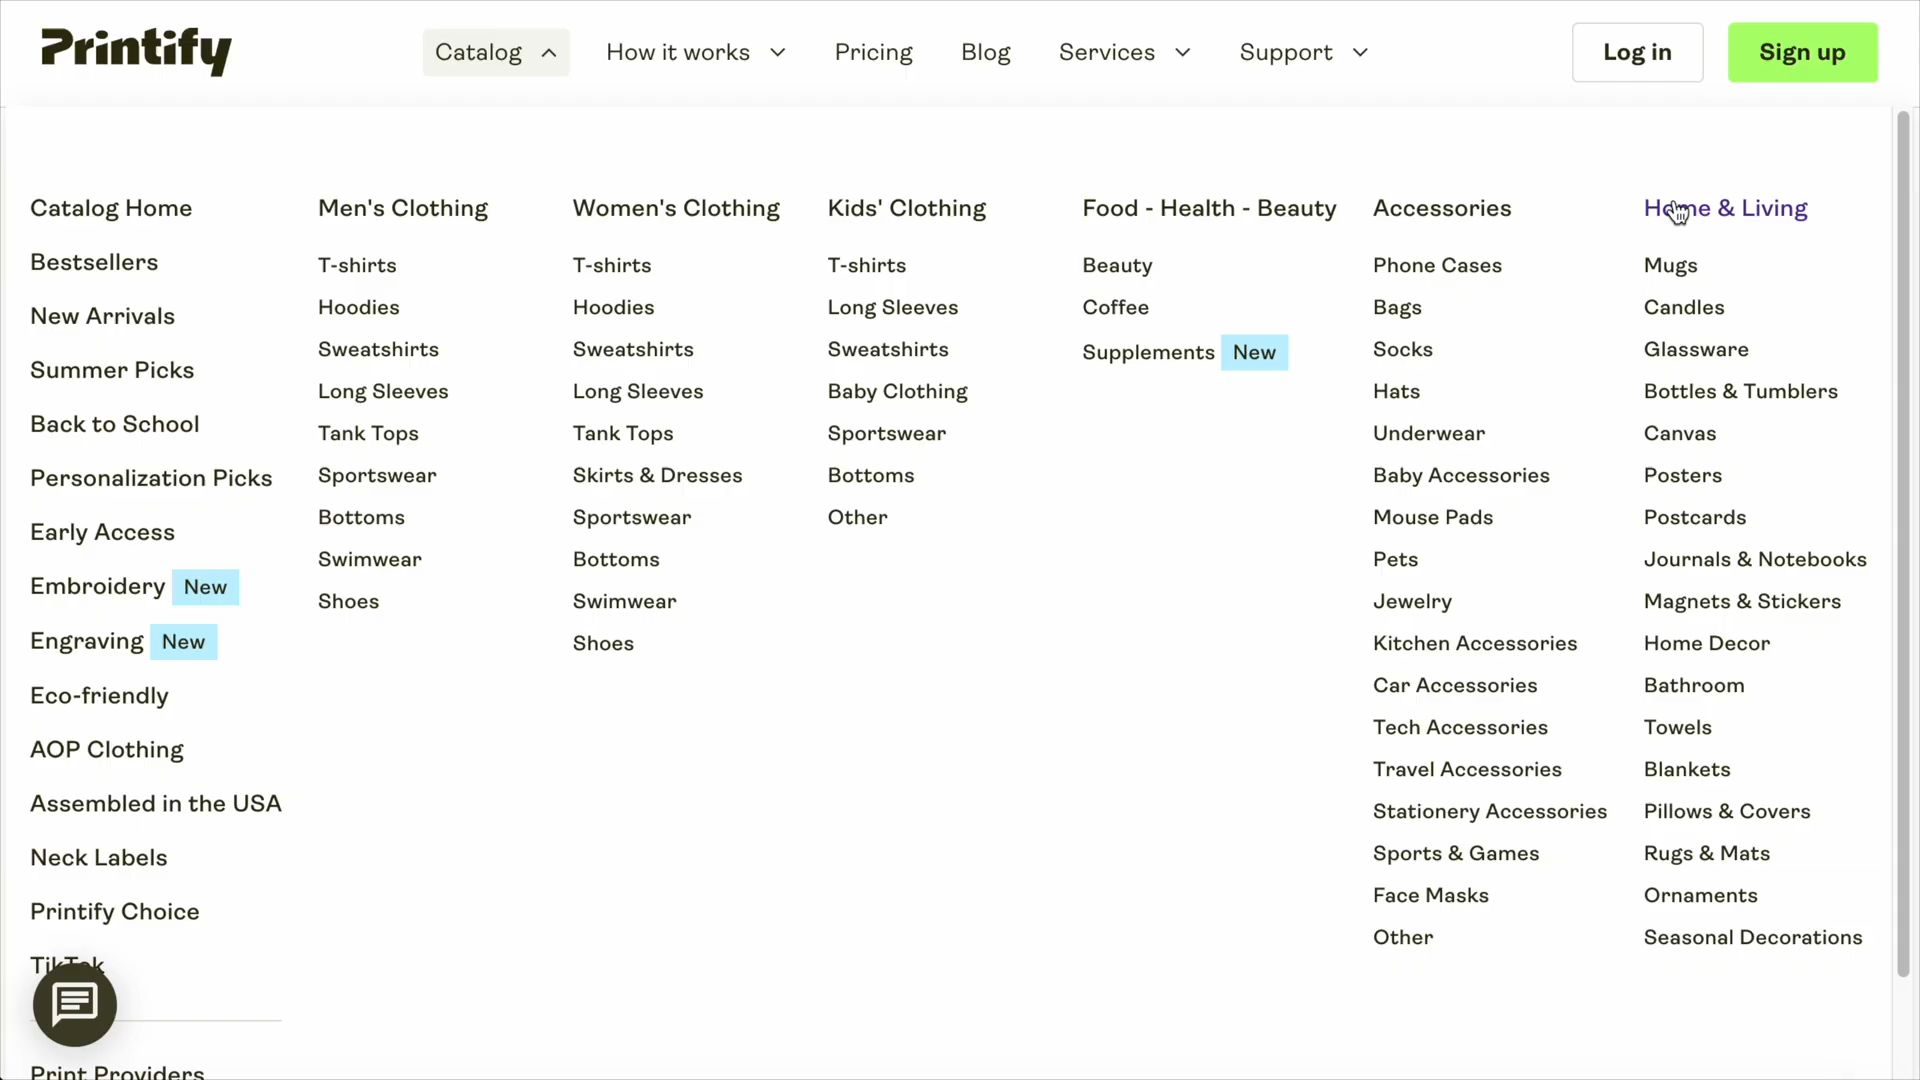 Printify
Catalog
How it works
Pricing
Blog
Services
Support
Log in
Sign up
Catalog Home
Bestsellers
New Arrivals
Summer Picks
Back to School
Personalization Picks
Early Access
Embroidery New
Engraving New
Eco-friendly
AOP Clothing
Assembled in the USA
Neck Labels
Printify Choice
TikTok
Print Providers
Men's Clothing
T-shirts
Hoodies
Sweatshirts
Long Sleeves
Tank Tops
Sportswear
Bottoms
Swimwear
Shoes
Women's Clothing
T-shirts
Hoodies
Sweatshirts
Long Sleeves
Tank Tops
Skirts & Dresses
Sportswear
Bottoms
Swimwear
Shoes
Kids' Clothing
T-shirts
Long Sleeves
Sweatshirts
Baby Clothing
Sportswear
Bottoms
Other
Food - Health - Beauty
Beauty
Coffee
Supplements New
Accessories
Phone Cases
Bags
Socks
Hats
Underwear
Baby Accessories
Mouse Pads
Pets
Jewelry
Kitchen Accessories
Car Accessories
Tech Accessories
Travel Accessories
Stationery Accessories
Sports & Games
Face Masks
Other
Home & Living
Mugs
Candles
Glassware
Bottles & Tumblers
Canvas
Posters
Postcards
Journals & Notebooks
Magnets & Stickers
Home Decor
Bathroom
Towels
Blankets
Pillows & Covers
Rugs & Mats
Ornaments
Seasonal Decorations